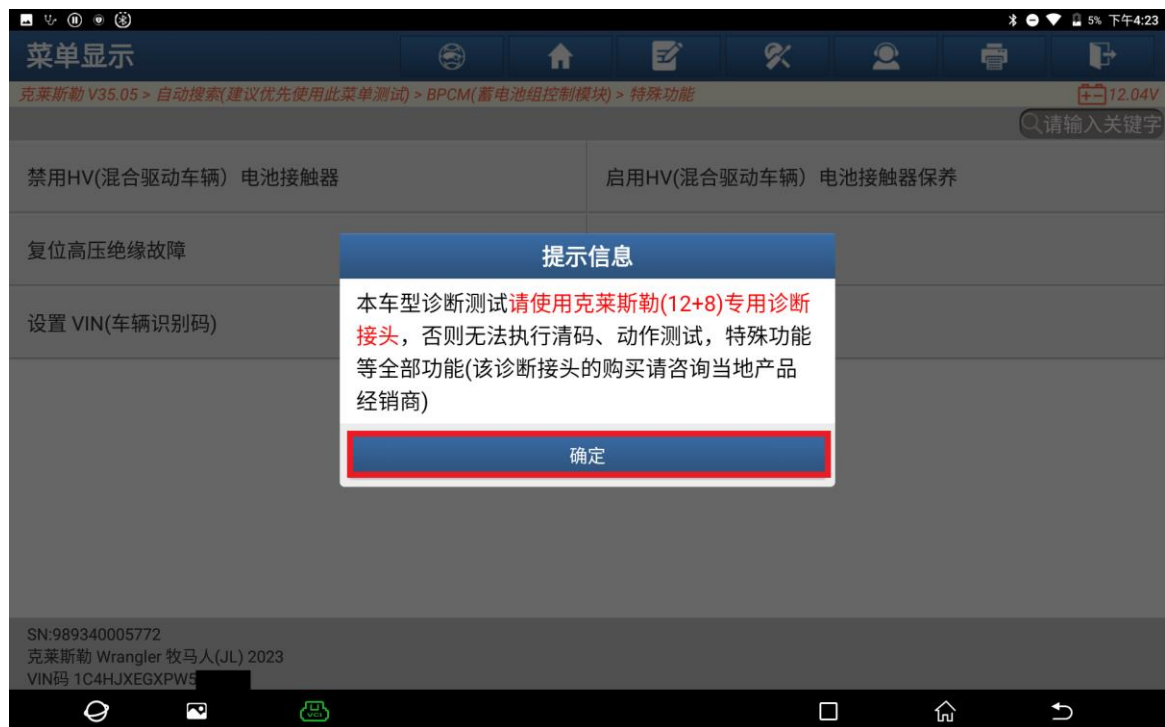 5% 下午4:23
菜单显示
克莱斯勒 V35.05 > 自动搜索(建议优先使用此菜单测试) > BPCM(蓄电池组控制模块) > 特殊功能
12.04V
请输入关键字
禁用HV(混合驱动车辆）电池接触器
启用HV(混合驱动车辆）电池接触器保养
复位高压绝缘故障
设置 VIN(车辆识别码)
提示信息
本车型诊断测试请使用克莱斯勒(12+8)专用诊断
接头，否则无法执行清码、动作测试，特殊功能
等全部功能(该诊断接头的购买请咨询当地产品
经销商)
确定
SN:989340005772
克莱斯勒 Wrangler 牧马人(JL) 2023
VIN码 1C4HJXEGXPW5
VCI